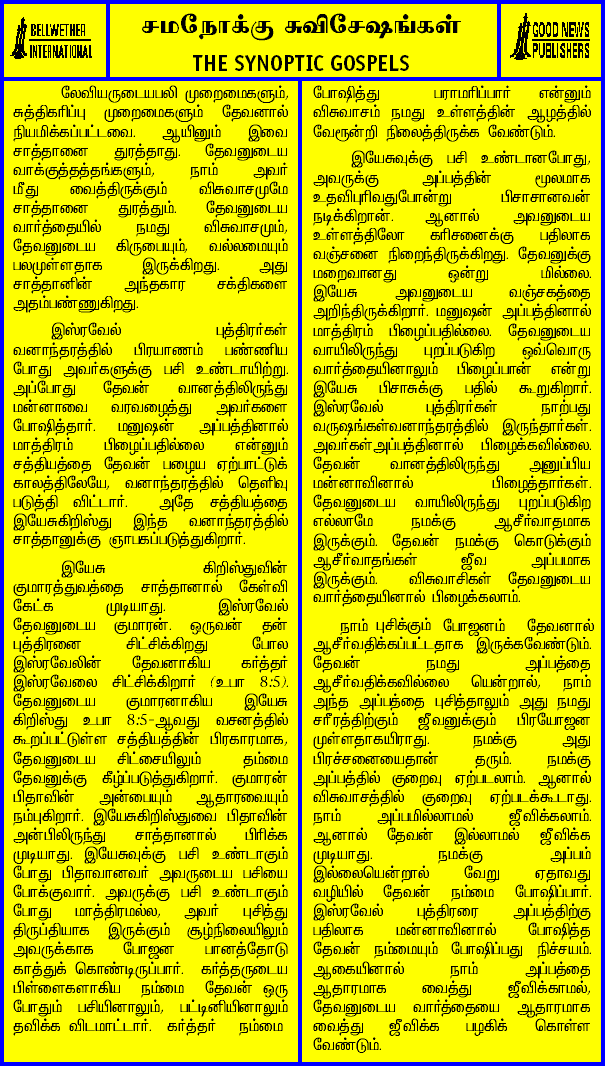 BELLWETHER
INTERNATIONAL
சமநோக்கு சுவிசேஷங்கள்
THE SYNOPTIC GOSPELS
GOOD NEWS
PUBLISHERS
லேவியருடையபலி முறைமைகளும்,
சுத்திகரிப்பு முறைமைகளும் தேவனால்
நியமிக்கப்பட்டவை. ஆயினும் இவை
சாத்தானை துரத்தாது. தேவனுடைய
வாக்குத்தத்தங்களும், நாம் அவர்
மீது வைத்திருக்கும் விசுவாசமுமே
சாத்தானை துரத்தும். தேவனுடைய
வார்த்தையில் நமது விசுவாசமும்,
தேவனுடைய கிருபையும், வல்லமையும்
பலமுள்ளதாக இருக்கிறது. அது
சாத்தானின் அந்தகார சக்திகளை
அதம்பண்ணுகிறது.
இஸ்ரவேல் புத்திரர்கள்
வனாந்தரத்தில் பிரயாணம் பண்ணிய
போது அவர்களுக்கு பசி உண்டாயிற்று.
அப்போது தேவன் வானத்திலிருந்து
மன்னாவை வரவழைத்து அவர்களை
போஷித்தார். மனுஷன் அப்பத்தினால்
மாத்திரம் பிழைப்பதில்லை என்னும்
சத்தியத்தை தேவன் பழைய ஏற்பாட்டுக்
காலத்திலேயே, வனாந்தரத்தில் தெளிவு
படுத்தி விட்டார். அதே சத்தியத்தை
இயேசுகிறிஸ்து இந்த வனாந்தரத்தில்
சாத்தானுக்கு ஞாபகப்படுத்துகிறார்.
இயேசு கிறிஸ்துவின்
குமாரத்துவத்தை சாத்தானால் கேள்வி
கேட்க முடியாது. இஸ்ரவேல்
தேவனுடைய குமாரன். ஒருவன் தன்
புத்திரனை சிட்சிக்கிறது போல
இஸ்ரவேலின் தேவனாகிய கர்த்தர்
இஸ்ரவேலை சிட்சிக்கிறார் (உபா 8:5).
தேவனுடைய குமாரனாகிய இயேசு
கிறிஸ்து உபா 8:5-ஆவது வசனத்தில்
கூறப்பட்டுள்ள சத்தியத்தின் பிரகாரமாக,
தேவனுடைய சிட்சையிலும் தம்மை
தேவனுக்கு கீழ்ப்படுத்துகிறார். குமாரன்
பிதாவின் அன்பையும் ஆதாரவையும்
நம்புகிறார். இயேசுகிறிஸ்துவை பிதாவின்
அன்பிலிருந்து சாத்தானால் பிரிக்க
முடியாது. இயேசுவுக்கு பசி உண்டாகும்
போது பிதாவானவர் அவருடைய பசியை
போக்குவார். அவருக்கு பசி உண்டாகும்
போது மாத்திரமல்ல, அவர் புசித்து
திருப்தியாக இருக்கும் சூழ்நிலையிலும்
அவருக்காக போஜன பானத்தோடு
காத்துக் கொண்டிருப்பார். கர்த்தருடைய
பிள்ளைகளாகிய நம்மை தேவன் ஒரு
போதும் பசியினாலும், பட்டினியினாலும்
தவிக்க விடமாட்டார். கர்த்தர் நம்மை
போஷித்து பராமரிப்பார் என்னும்
விசுவாசம் நமது உள்ளத்தின் ஆழத்தில்
வேரூன்றி நிலைத்திருக்க வேண்டும்.
இயேசுவுக்கு பசி உண்டானபோது,
அவருக்கு அப்பத்தின் மூலமாக
உதவிபுரிவதுபோன்று பிசாசானவன்
நடிக்கிறான். ஆனால் அவனுடைய
உள்ளத்திலோ கரிசனைக்கு பதிலாக
வஞ்சனை நிறைந்திருக்கிறது. தேவனுக்கு
மறைவானது ஒன்று மில்லை.
இயேசு அவனுடைய வஞ்சகத்தை
அறிந்திருக்கிறார். மனுஷன் அப்பத்தினால்
மாத்திரம் பிழைப்பதில்லை. தேவனுடைய
வாயிலிருந்து புறப்படுகிற ஒவ்வொரு
வார்த்தையினாலும் பிழைப்பான் என்று
இயேசு பிசாசுக்கு பதில் கூறுகிறார்.
இஸ்ரவேல் புத்திரர்கள் நாற்பது
வருஷங்கள்வனாந்தரத்தில் இருந்தார்கள்.
அவர்கள்அப்பத்தினால் பிழைக்கவில்லை.
தேவன் வானத்திலிருந்து அனுப்பிய
மன்னாவினால் பிழைத்தார்கள்.
தேவனுடைய வாயிலிருந்து புறப்படுகிற
எல்லாமே நமக்கு ஆசீர்வாதமாக
இருக்கும். தேவன் நமக்கு கொடுக்கும்
ஆசீர்வாதங்கள் ஜீவ அப்பமாக
இருக்கும். விசுவாசிகள் தேவனுடைய
வார்த்தையினால் பிழைக்கலாம்.
நாம் புசிக்கும் போஜனம் தேவனால்
ஆசீர்வதிக்கப்பட்டதாக இருக்கவேண்டும்.
தேவன் நமது அப்பத்தை
ஆசீர்வதிக்கவில்லை யென்றால், நாம்
அந்த அப்பத்தை புசித்தாலும் அது நமது
சரீரத்திற்கும் ஜீவனுக்கும் பிரயோஜன
முள்ளதாகயிராது. நமக்கு அது
பிரச்சனையைதான் தரும். நமக்கு
அப்பத்தில் குறைவு ஏற்படலாம். ஆனால்
விசுவாசத்தில் குறைவு ஏற்படக்கூடாது.
நாம் அப்பமில்லாமல் ஜீவிக்கலாம்.
ஆனால் தேவன் இல்லாமல் ஜீவிக்க
முடியாது. நமக்கு அப்பம்
இல்லையென்றால் வேறு ஏதாவது
வழியில் தேவன் நம்மை போஷிப்பார்.
இஸ்ரவேல் புத்திரரை அப்பத்திற்கு
பதிலாக மன்னாவினால் போஷித்த
தேவன் நம்மையும் போஷிப்பது நிச்சயம்.
ஆகையினால் நாம் அப்பத்தை
ஆதாரமாக வைத்து ஜீவிக்காமல்,
தேவனுடைய வார்த்தையை ஆதாரமாக
வைத்து ஜீவிக்க பழகிக் கொள்ள
வேண்டும்.